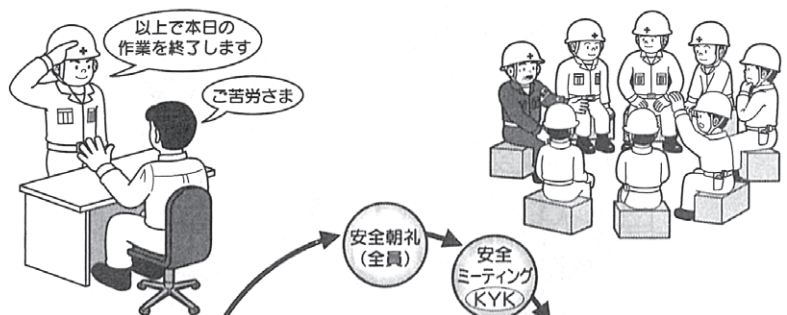 以上で本日の
作業を終了します
ご苦労さま
安全朝礼
(全員)
安全
ミーティング
KYK